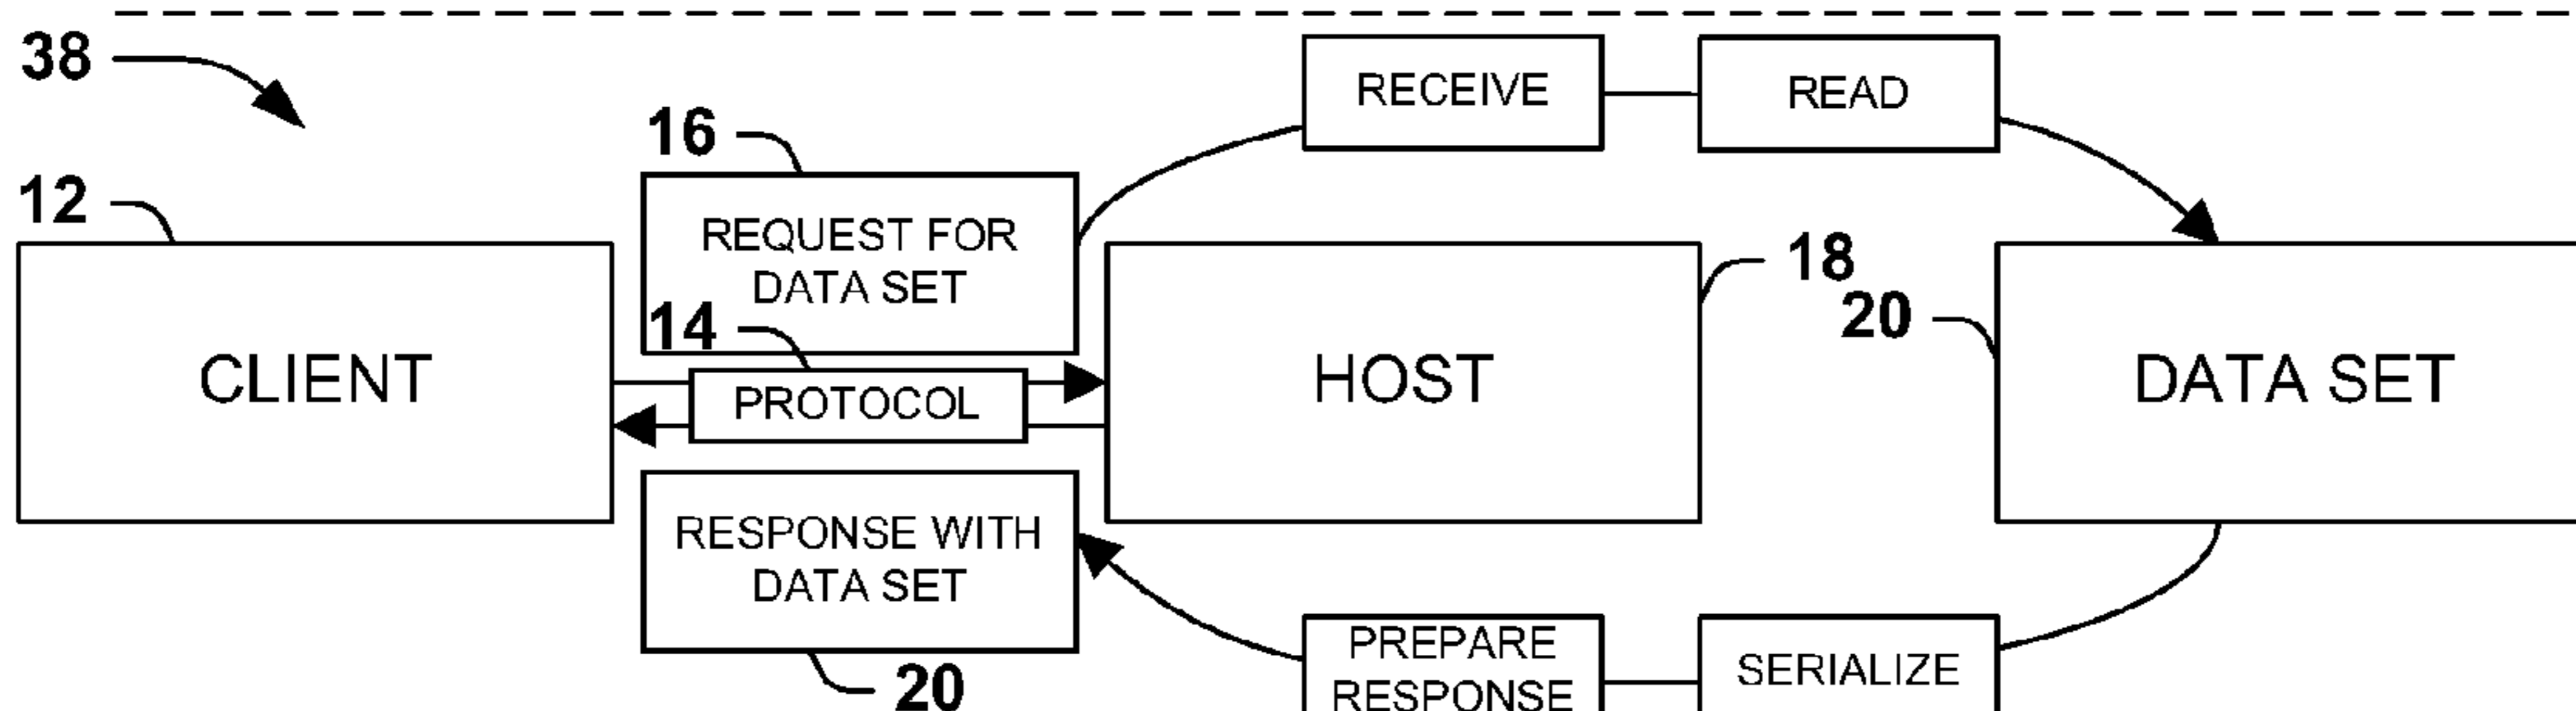 38
RECEIVE
READ
16
12
REQUEST FOR
DATA SET
18
14
20
CLIENT
PROTOCOL
HOST
DATA SET
RESPONSE WITH
DATA SET
20
PREPARE
RESPONSE
SERIALIZE